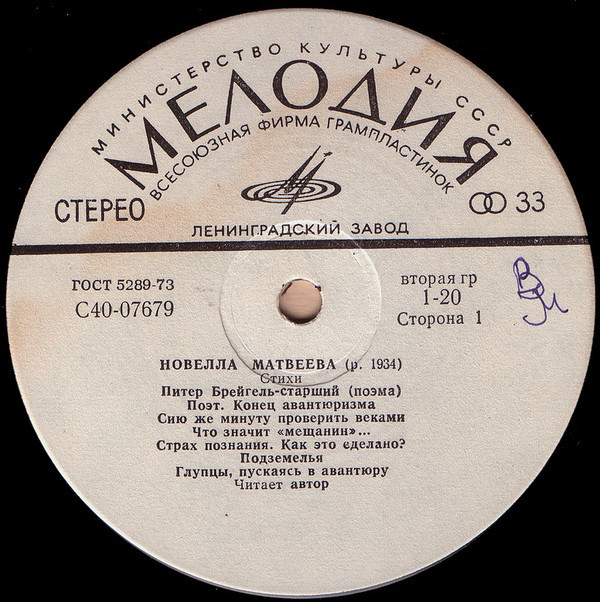 МИНИСТЕРСТВО КУЛЬТУРЫ СССР
МЕЛОДИЯ
ВСЕСОЮЗНАЯ ФИРМА ГРАМПЛАСТИНОК
СТЕРЕО
33
ЛЕНИНГРАДСКИЙ ЗАВОД
ГОСТ 5289-73
С40-07679
вторая гр
1-20
Сторона 1
НОВЕЛЛА МАТВЕЕВА (р. 1934)
Стихи
Питер Брейгель-старший (поэма)
Поэт. Конец авантюризма
Сию же минуту проверить веками
Что значит «мещанин»...
Страх познания. Как это сделано?
Подземелья
Глупцы, пускаясь в авантюру
Читает автор